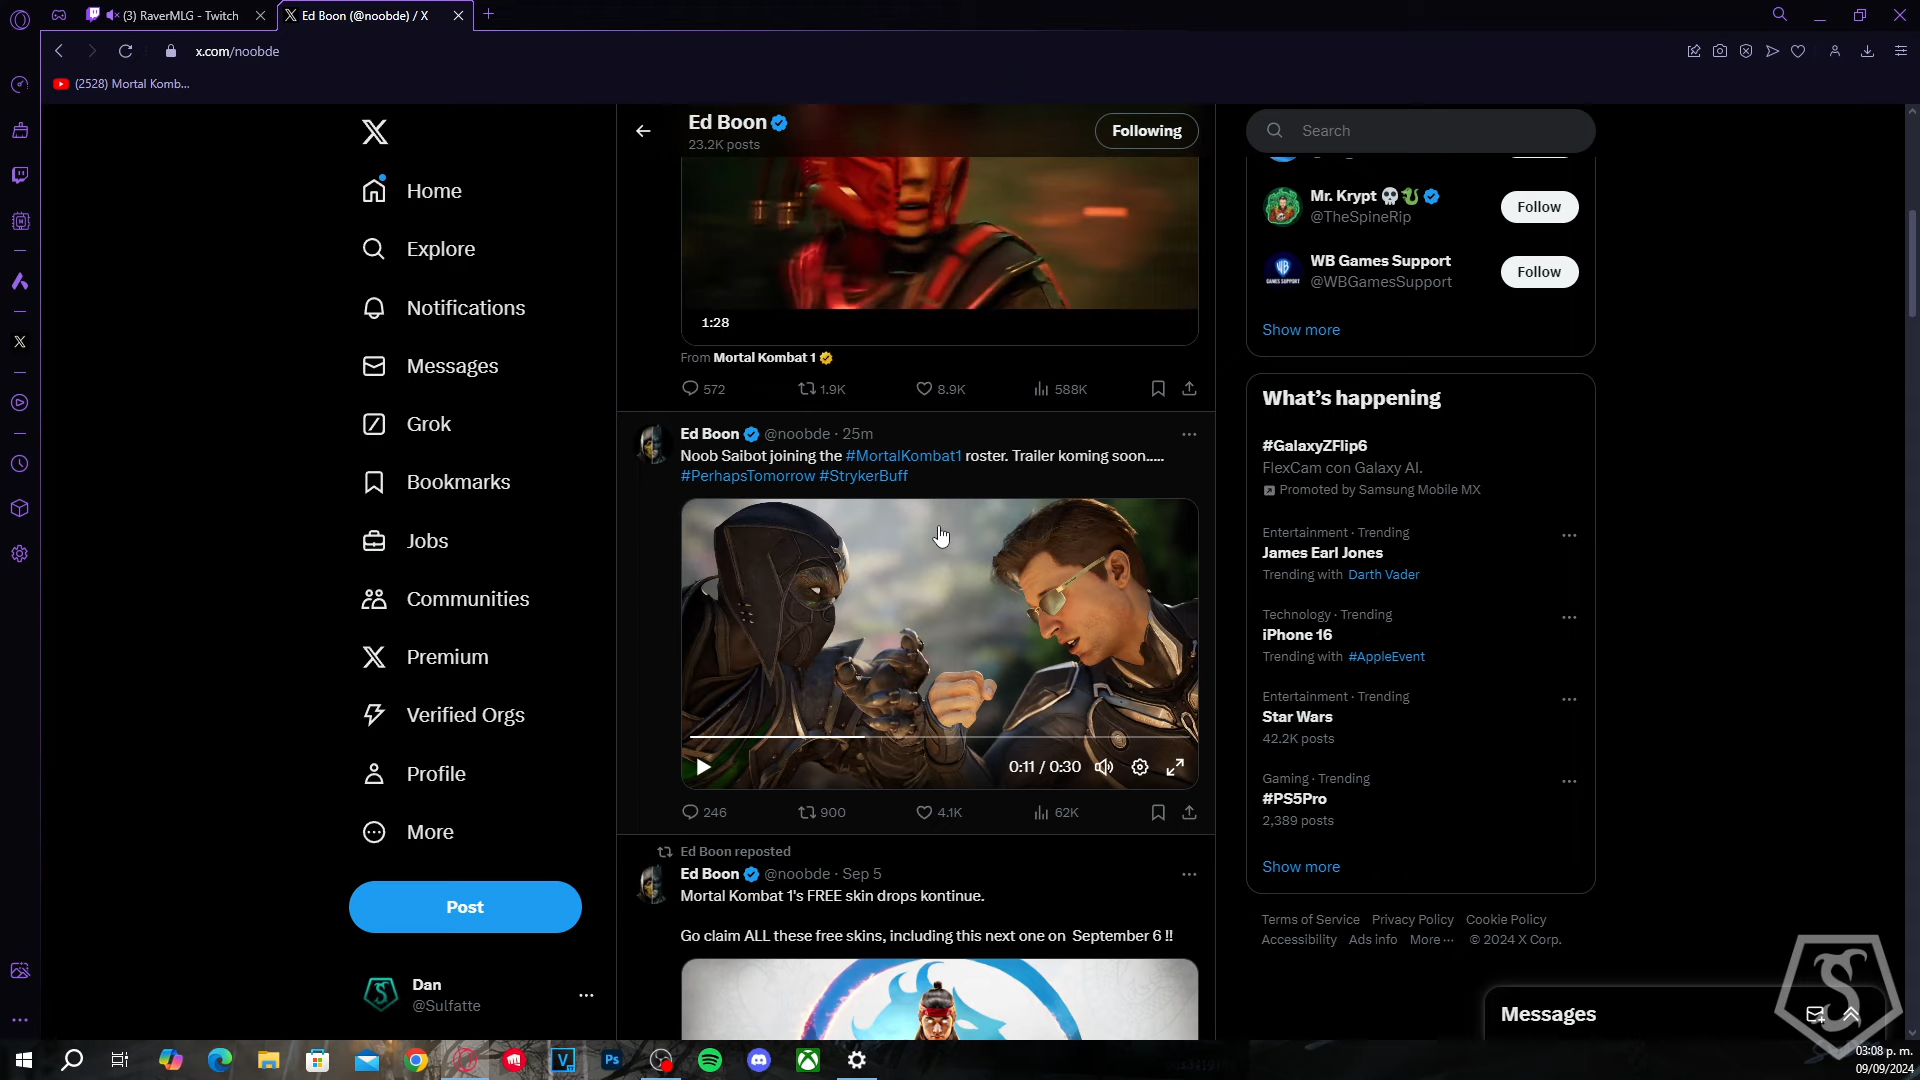 (3) RaverMLG - Twitch
Ed Boon (@noobde) / X
x.com/noobde
(2528) Mortal Komb...
Home
Explore
Notifications
Messages
Grok
Bookmarks
Jobs
Communities
Premium
Verified Orgs
Profile
More
Post
Dan
@Sulfatte
Ed Boon
23.2K posts
Following
1:28
From Mortal Kombat 1
572 1.9K 8.9K 588K
Ed Boon @noobde · 25m
Noob Saibot joining the #MortalKombat1 roster. Trailer koming soon.....
#PerhapsTomorrow #StrykerBuff
0:11 / 0:30
246 900 4.1K 62K
Ed Boon reposted
Ed Boon @noobde · Sep 5
Mortal Kombat 1's FREE skin drops kontinue.
Go claim ALL these free skins, including this next one on September 6 !!
Search
Mr. Krypt 💀🐉
@TheSpineRip
Follow
WB Games Support
@WBGamesSupport
Follow
Show more
What's happening
#GalaxyZFlip6
FlexCam con Galaxy AI.
Promoted by Samsung Mobile MX
Entertainment · Trending
James Earl Jones
Trending with Darth Vader
Technology · Trending
iPhone 16
Trending with #AppleEvent
Entertainment · Trending
Star Wars
42.2K posts
Gaming · Trending
#PS5Pro
2,389 posts
Show more
Terms of Service Privacy Policy Cookie Policy
Accessibility Ads info More ··· © 2024 X Corp.
Messages
03:08 p. m.
09/09/2024